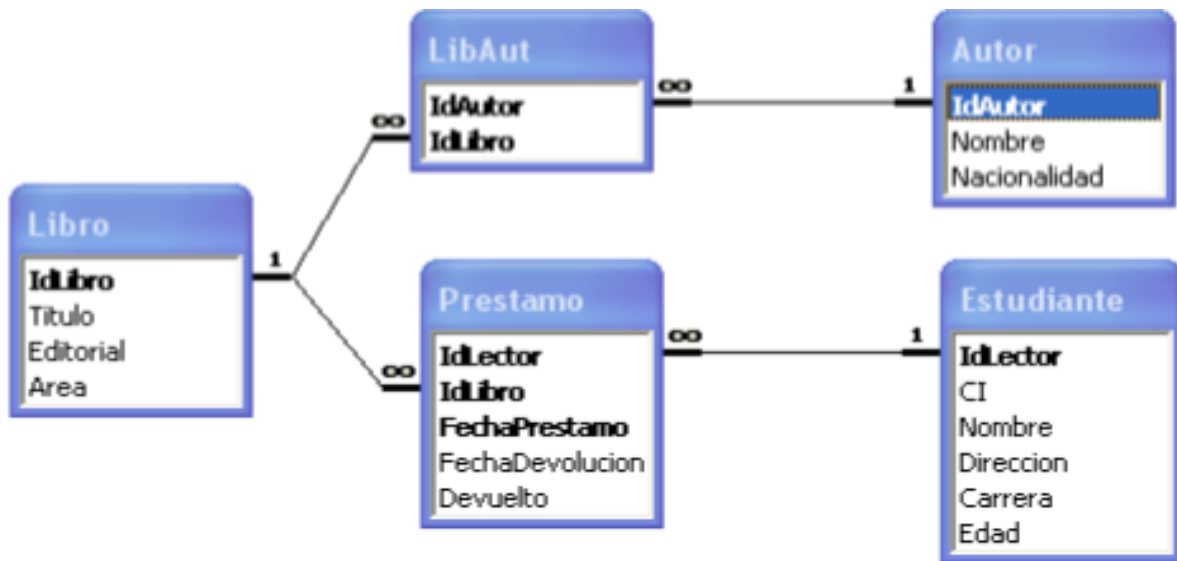 LibAut
IdAutor
IdLibro
Autor
IdAutor
Nombre
Nacionalidad
∞
∞
1
Libro
IdLibro
Titulo
Editorial
Area
1
∞
Prestamo
IdLector
IdLibro
FechaPrestamo
FechaDevolucion
Devuelto
∞
1
Estudiante
IdLector
CI
Nombre
Direccion
Carrera
Edad